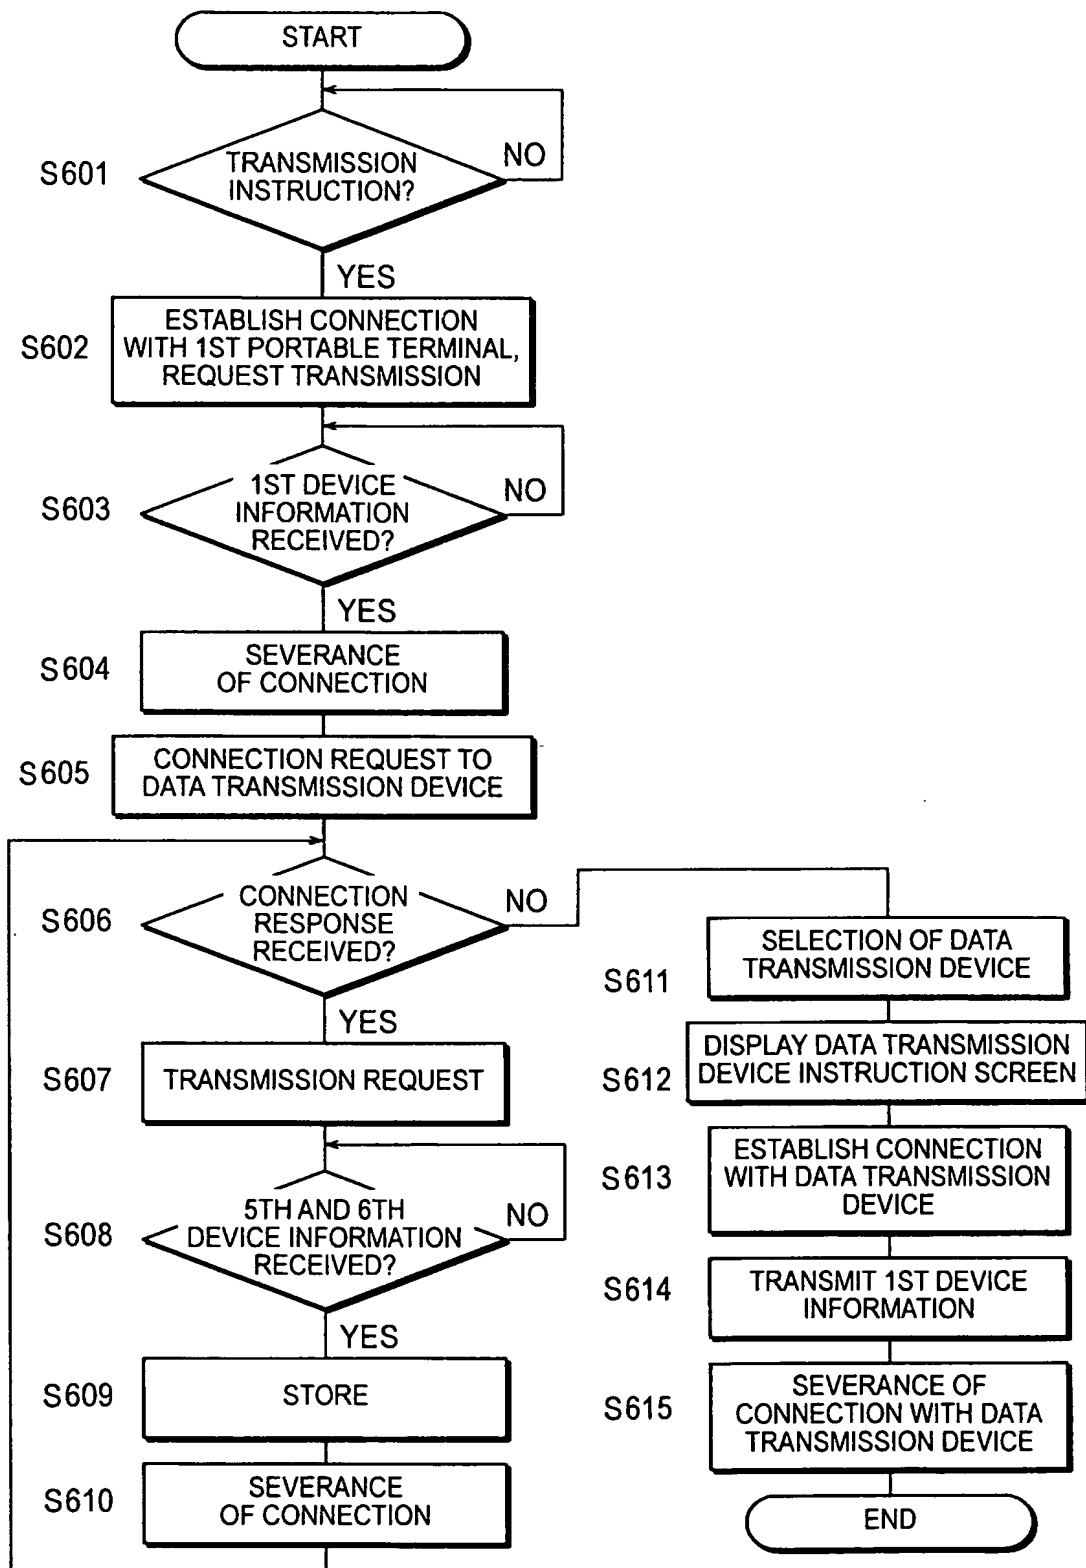 START
S601
TRANSMISSION
INSTRUCTION?
NO
YES
S602
ESTABLISH CONNECTION
WITH 1ST PORTABLE TERMINAL,
REQUEST TRANSMISSION
S603
1ST DEVICE
INFORMATION
RECEIVED?
NO
YES
S604
SEVERANCE
OF CONNECTION
S605
CONNECTION REQUEST TO
DATA TRANSMISSION DEVICE
S606
CONNECTION
RESPONSE
RECEIVED?
NO
YES
S607
TRANSMISSION REQUEST
S608
5TH AND 6TH
DEVICE INFORMATION
RECEIVED?
NO
YES
S609
STORE
S610
SEVERANCE
OF CONNECTION
S611
SELECTION OF DATA
TRANSMISSION DEVICE
S612
DISPLAY DATA TRANSMISSION
DEVICE INSTRUCTION SCREEN
S613
ESTABLISH CONNECTION
WITH DATA TRANSMISSION
DEVICE
S614
TRANSMIT 1ST DEVICE
INFORMATION
S615
SEVERANCE OF
CONNECTION WITH DATA
TRANSMISSION DEVICE
END